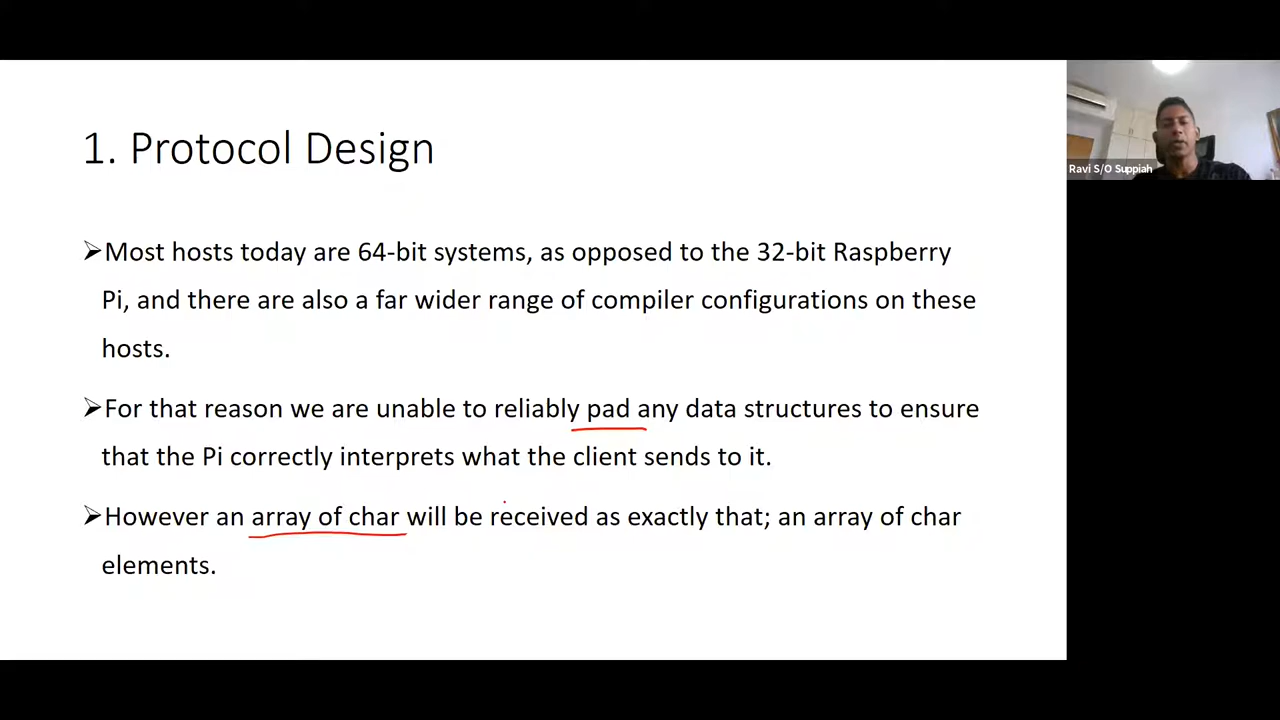 1. Protocol Design
Ravi S/O Suppiah
➢Most hosts today are 64-bit systems, as opposed to the 32-bit Raspberry
Pi, and there are also a far wider range of compiler configurations on these
hosts.
➢For that reason we are unable to reliably pad any data structures to ensure
that the Pi correctly interprets what the client sends to it.
➢However an array of char will be received as exactly that; an array of char
elements.